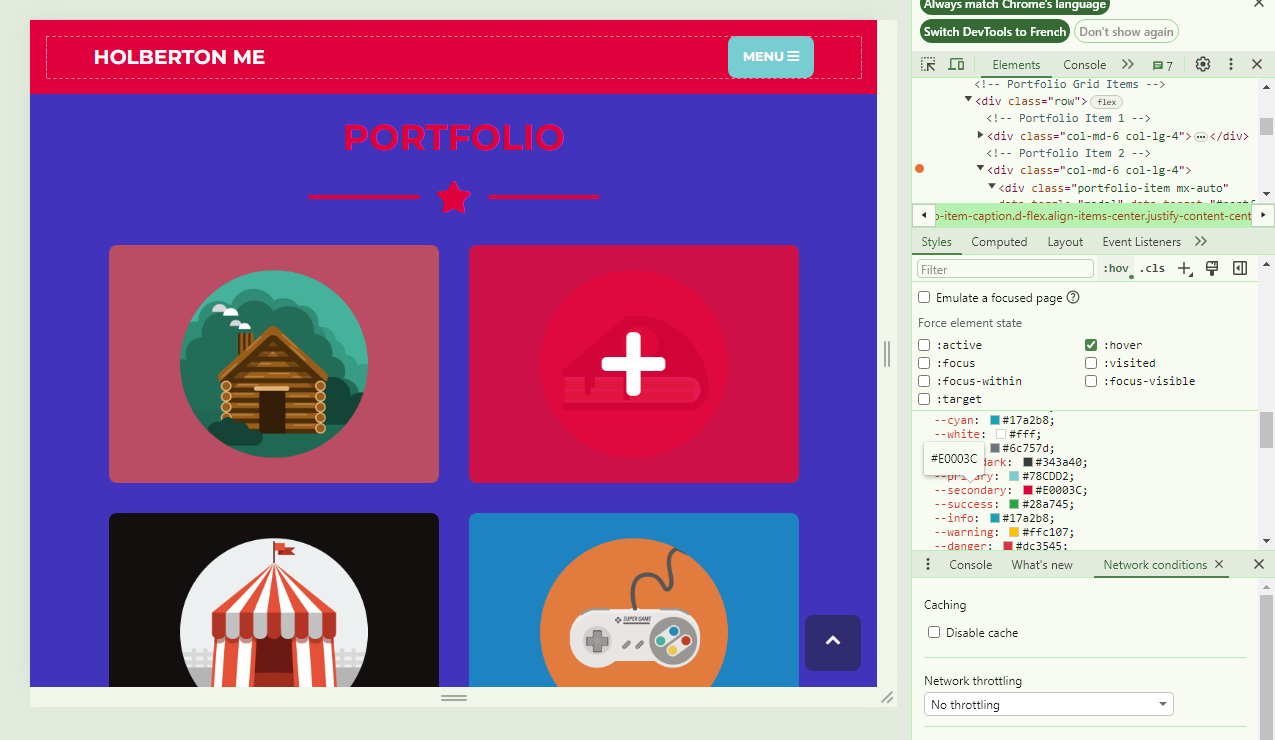 HOLBERTON ME
MENU
PORTFOLIO
SUPER GAME
Always match Chrome's language
Switch DevTools to French
Don't show again
Elements
Console
7
<!-- Portfolio Grid Items -->
<div class="row"> flex
<!-- Portfolio Item 1 -->
<div class="col-md-6 col-lg-4"> … </div>
<!-- Portfolio Item 2 -->
<div class="col-md-6 col-lg-4">
<div class="portfolio-item mx-auto"
o-item-caption.d-flex.align-items-center.justify-content-cent
Styles
Computed
Layout
Event Listeners
Filter
:hov
.cls
Emulate a focused page
Force element state
:active
:hover
:focus
:visited
:focus-within
:focus-visible
:target
--cyan: #17a2b8;
--white: #fff;
#6c757d;
#E0003C
dark: #343a40;
--primary: #78CDD2;
--secondary: #E0003C;
--success: #28a745;
--info: #17a2b8;
--warning: #ffc107;
--danger: #dc3545;
Console
What's new
Network conditions
Caching
Disable cache
Network throttling
No throttling